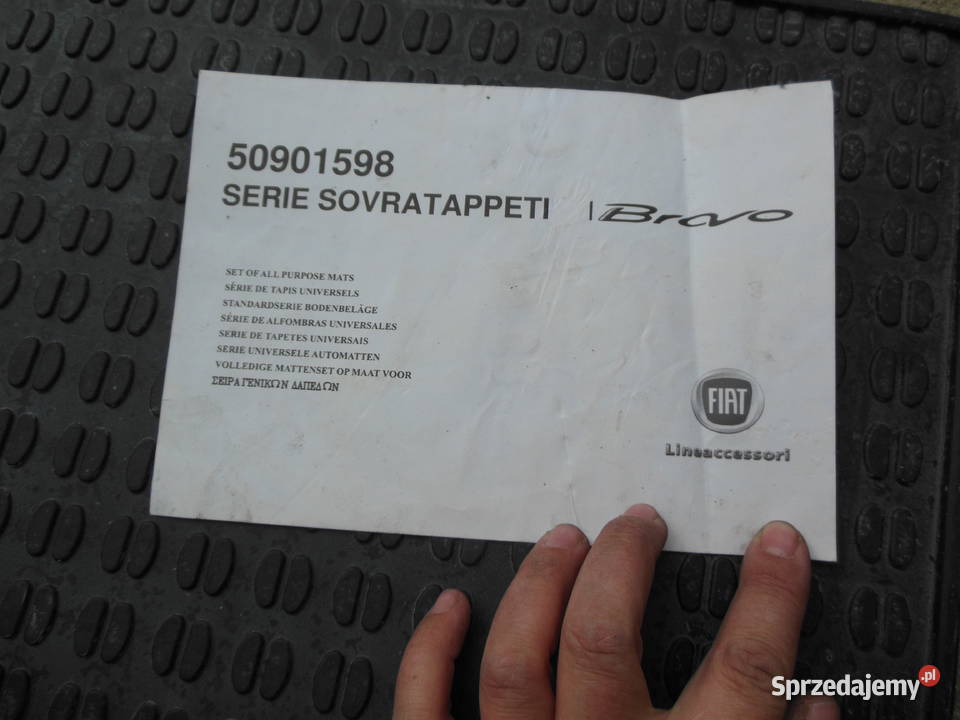 50901598
SERIE SOVRATAPPETI | Bravo
SET OF ALL PURPOSE MATS
SÉRIE DE TAPIS UNIVERSELS
STANDARDSERIE BODENBELÄGE
SÉRIE DE ALFOMBRAS UNIVERSALES
SERIE DE TAPETES UNIVERSAIS
SERIE UNIVERSELE AUTOMATTEN
VOLLEDIGE MATTENSET OP MAAT VOOR
ΣΕΙΡΑ ΓΕΝΙΚΩΝ ΔΑΠΕΔΩΝ
FIAT
Lineaccessori
Sprzedajemy.pl